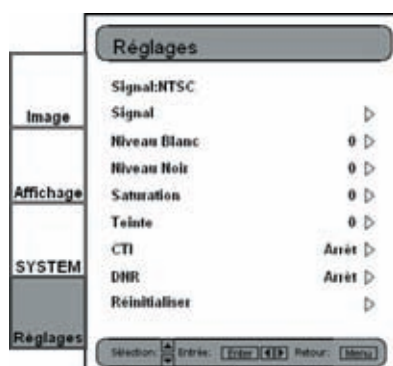 Réglages
Signal:NTSC
Signal
Niveau Blanc 0
Niveau Noir 0
Saturation 0
Teinte 0
CTI Arrêt
DNR Arrêt
Réinitialiser
Image
Affichage
SYSTEM
Réglages
Sélection: Entrée: Enter Retour: Menu